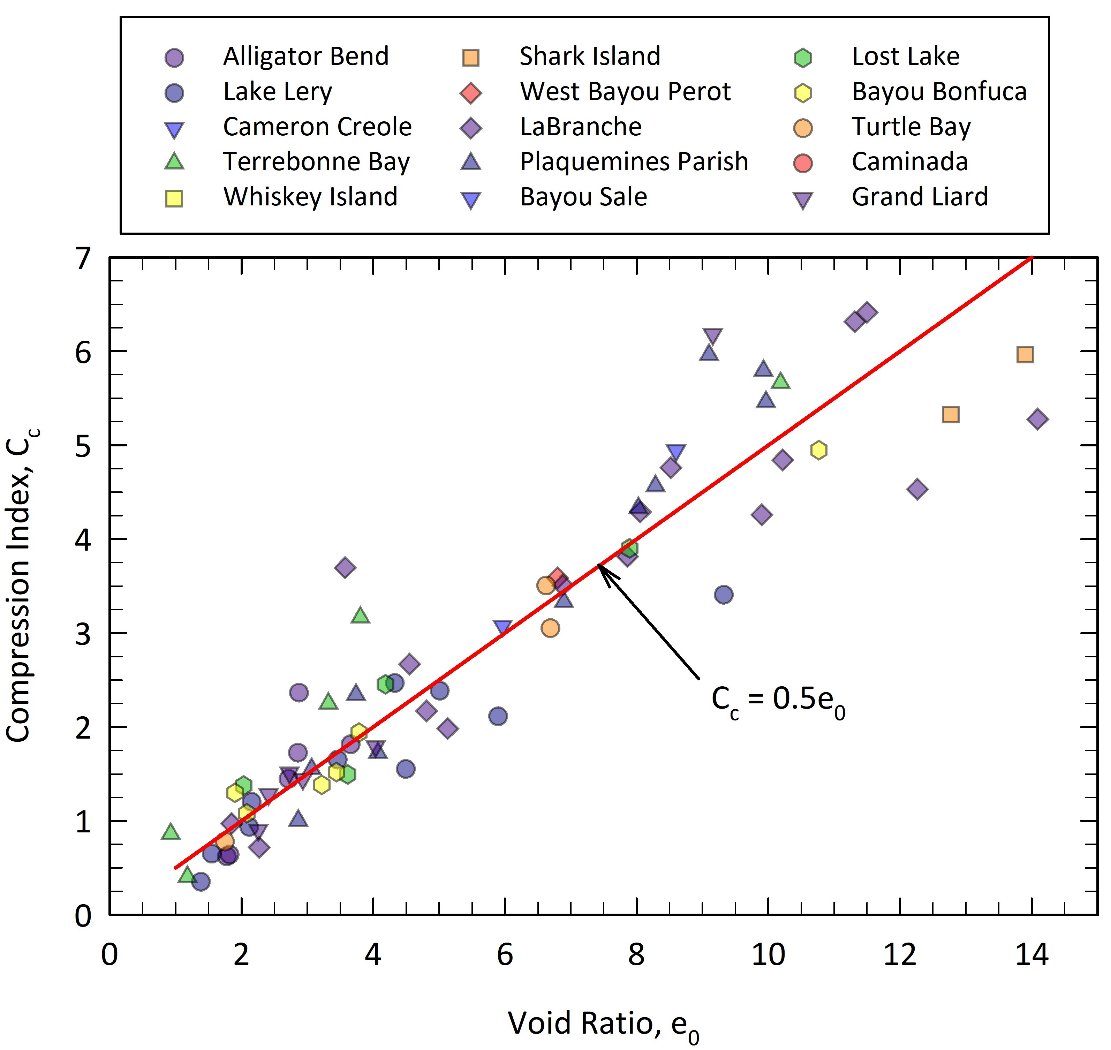 Alligator Bend Shark Island Lost Lake
Lake Lery West Bayou Perot Bayou Bonfuca
Cameron Creole LaBranche Turtle Bay
Terrebonne Bay Plaquemines Parish Caminada
Whiskey Island Bayou Sale Grand Liard
7
6
5
4
3
2
1
0
Compression Index, Cc
Cc = 0.5e0
0 2 4 6 8 10 12 14
Void Ratio, e0